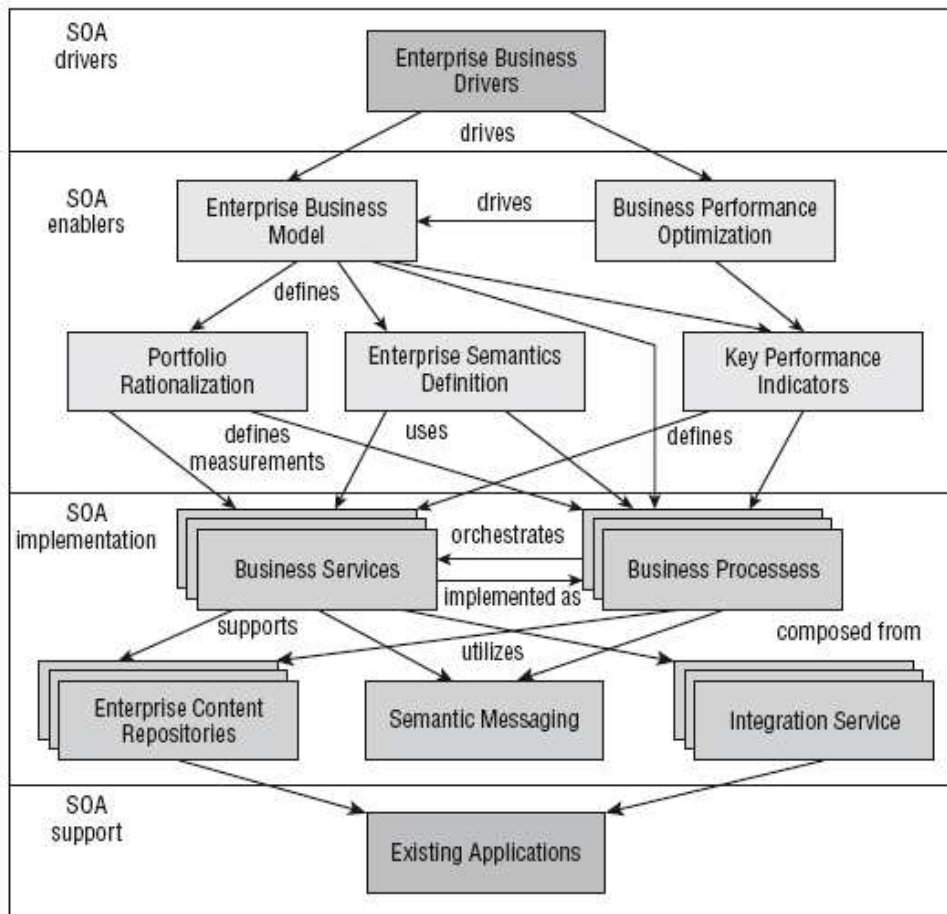 SOA
drivers
Enterprise Business
Drivers
drives
SOA
enablers
Enterprise Business
Model
drives
Business Performance
Optimization
defines
Portfolio
Rationalization
Enterprise Semantics
Definition
Key Performance
Indicators
defines
measurements
uses
defines
SOA
implementation
orchestrates
Business Services
Business Processess
implemented as
supports
utilizes
composed from
Enterprise Content
Repositories
Semantic Messaging
Integration Service
SOA
support
Existing Applications